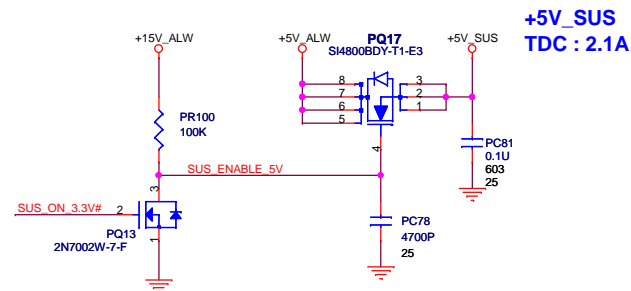 +5V_SUS
TDC : 2.1A
+15V_ALW
+5V_ALW
PQ17
SI4800BDY-T1-E3
+5V_SUS
8
7
6
5
3
2
1
4
PR100
100K
PC81
0.1U
603
25
SUS_ENABLE_5V
SUS_ON_3.3V#
2
3
1
PQ13
2N7002W-7-F
PC78
4700P
25